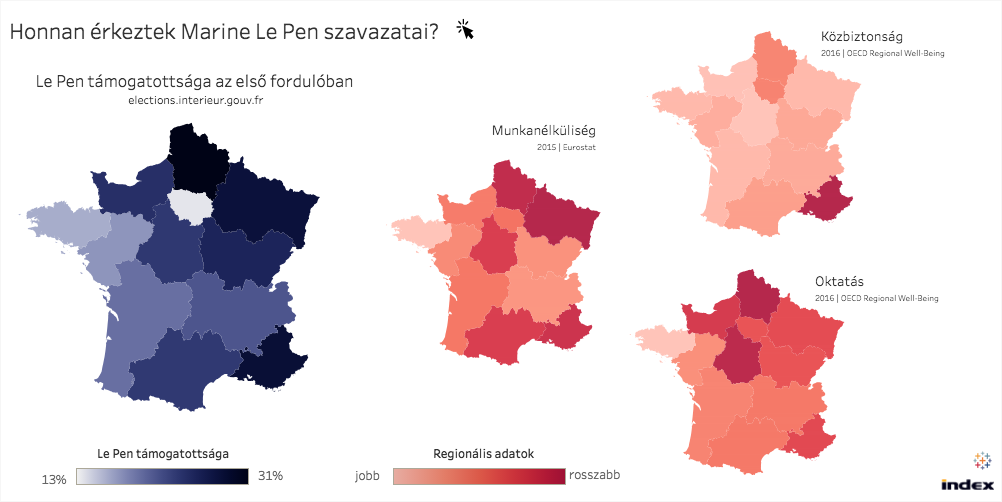 Honnan érkeztek Marine Le Pen szavazatai?
Le Pen támogatottsága az első fordulóban
elections.interieur.gouv.fr
Munkanélküliség
2015 | Eurostat
Közbiztonság
2016 | OECD Regional Well-Being
Oktatás
2016 | OECD Regional Well-Being
Le Pen támogatottsága
13%
31%
Regionális adatok
jobb
rosszabb
index